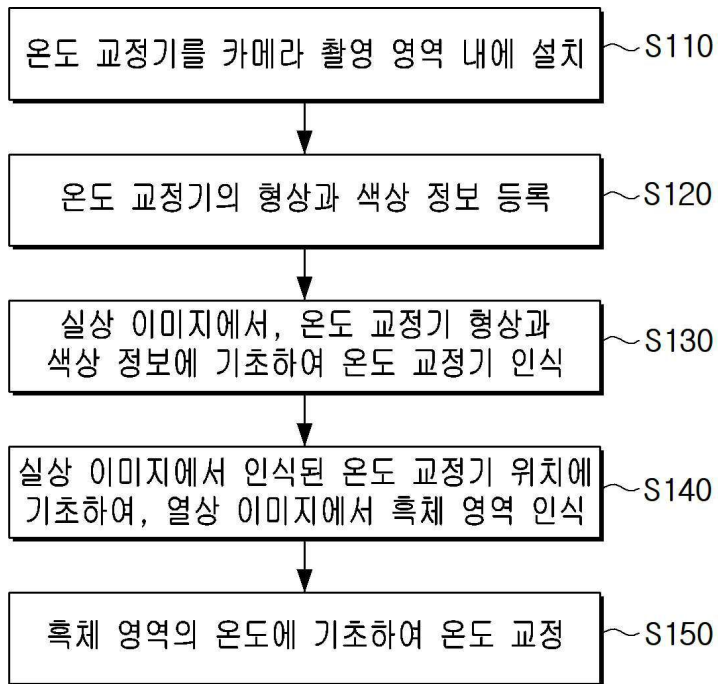 온도 교정기를 카메라 촬영 영역 내에 설치
S110
온도 교정기의 형상과 색상 정보 등록
S120
실상 이미지에서, 온도 교정기 형상과
색상 정보에 기초하여 온도 교정기 인식
S130
실상 이미지에서 인식된 온도 교정기 위치에
기초하여, 열상 이미지에서 흑체 영역 인식
S140
흑체 영역의 온도에 기초하여 온도 교정
S150